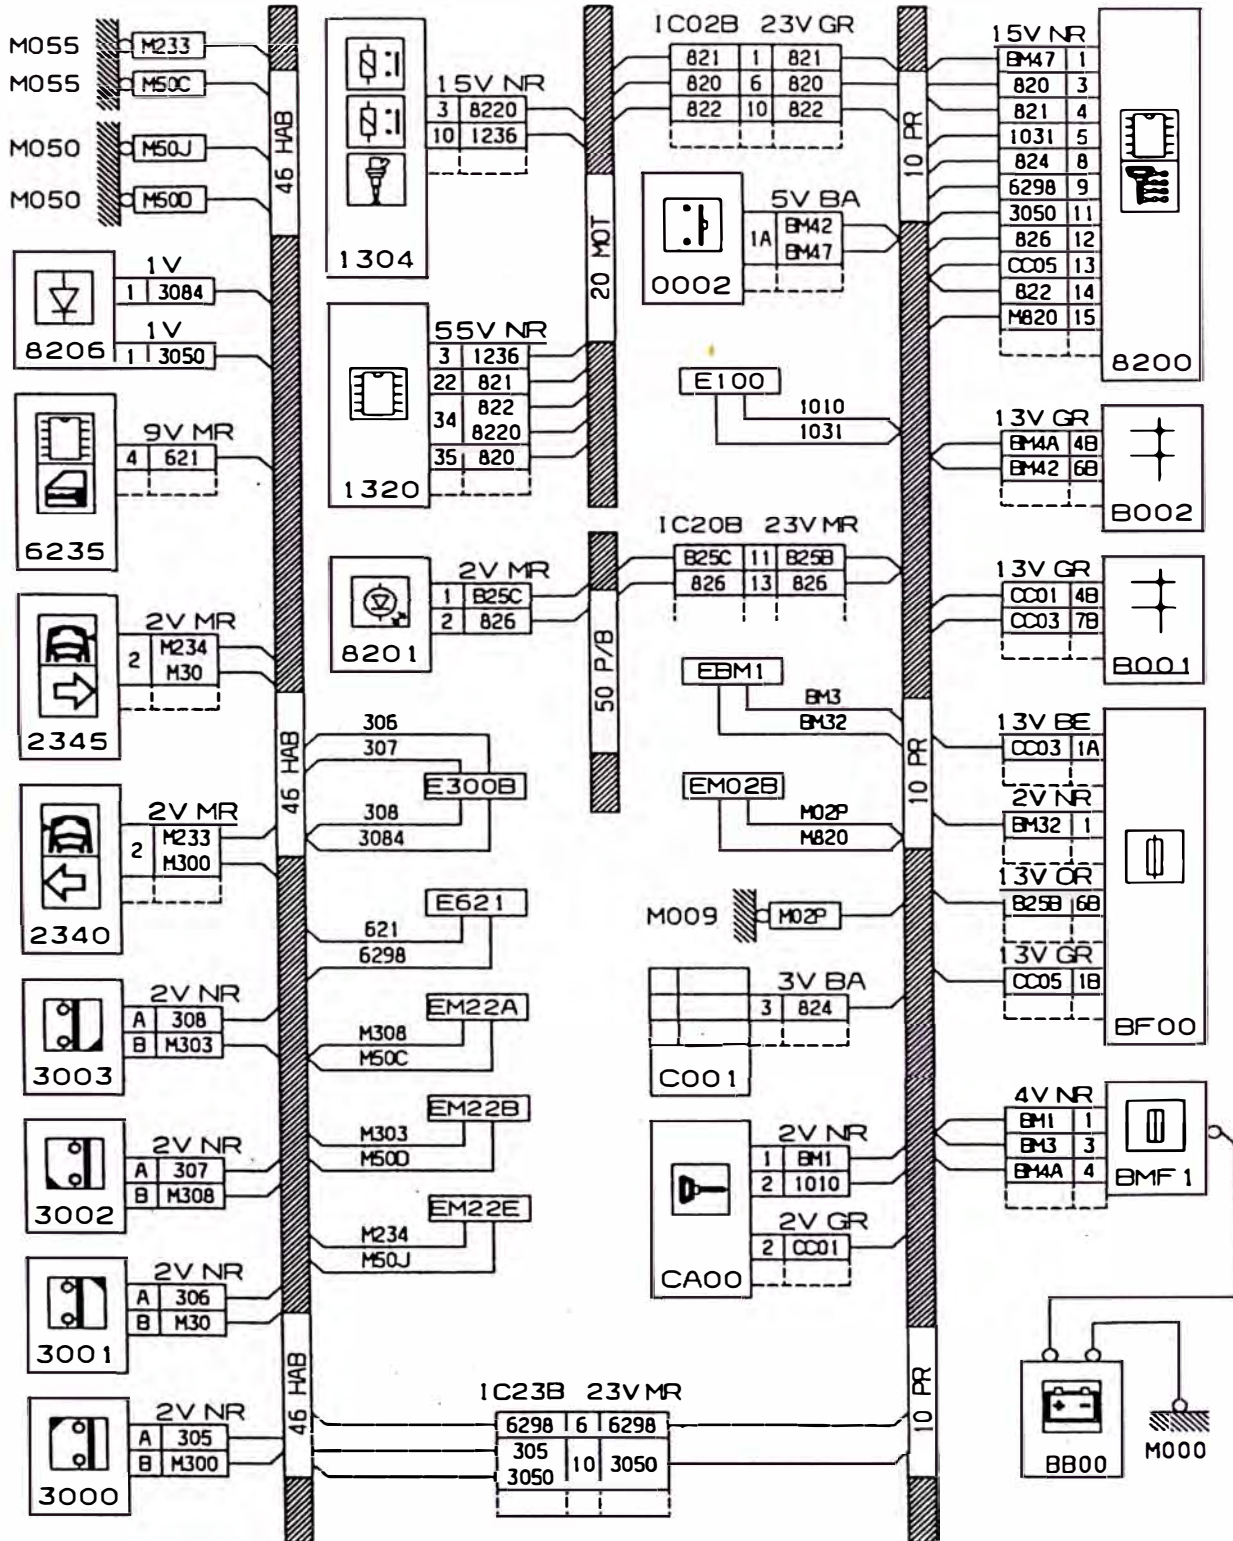 M055 M233
M055 M50C
M050 M50J
M050 M50D
46 HAB
8206
1V
1 3084
1V
1 3050
6235
9V MR
4 621
2345
2V MR
2 M234
M30
2340
2V MR
2 M233
M300
3003
2V NR
A 308
B M303
3002
2V NR
A 307
B M308
3001
2V NR
A 306
B M30
3000
2V NR
A 305
B M300
46 HAB
46 HAB
1304
15V NR
3 8220
10 1236
1320
55V NR
3 1236
22 821
34 822
8220
35 820
8201
2V MR
1 B25C
2 826
20 MOT
50 P/B
306
307
E300B
308
3084
E621
621
6298
EM22A
M308
M50C
EM22B
M303
M50D
EM22E
M234
M50J
IC23B 23V MR
6298 6 6298
305
3050 10 3050
IC02B 23V GR
821 1 821
820 6 820
822 10 822
0002
5V BA
1A BM42
BM47
E100
1010
1031
IC20B 23V MR
B25C 11 B25B
826 13 826
EBM1
BM3
BM32
EM02B
M02P
M820
M009 M02P
C001
3V BA
3 824
CA00
2V NR
1 BM1
2 1010
2V GR
2 CC01
10 PR
10 PR
10 PR
15V NR
BM47 1
820 3
821 4
1031 5
824 8
6298 9
3050 11
826 12
CC05 13
822 14
M820 15
8200
13V GR
BM4A 4B
BM42 6B
B002
13V GR
CC01 4B
CC03 7B
B001
13V BE
CC03 1A
2V NR
BM32 1
13V OR
B25B 6B
13V GR
CC05 1B
BF00
4V NR
BM1 1
BM3 3
BM4A 4
BMF1
+ -
BB00
M000